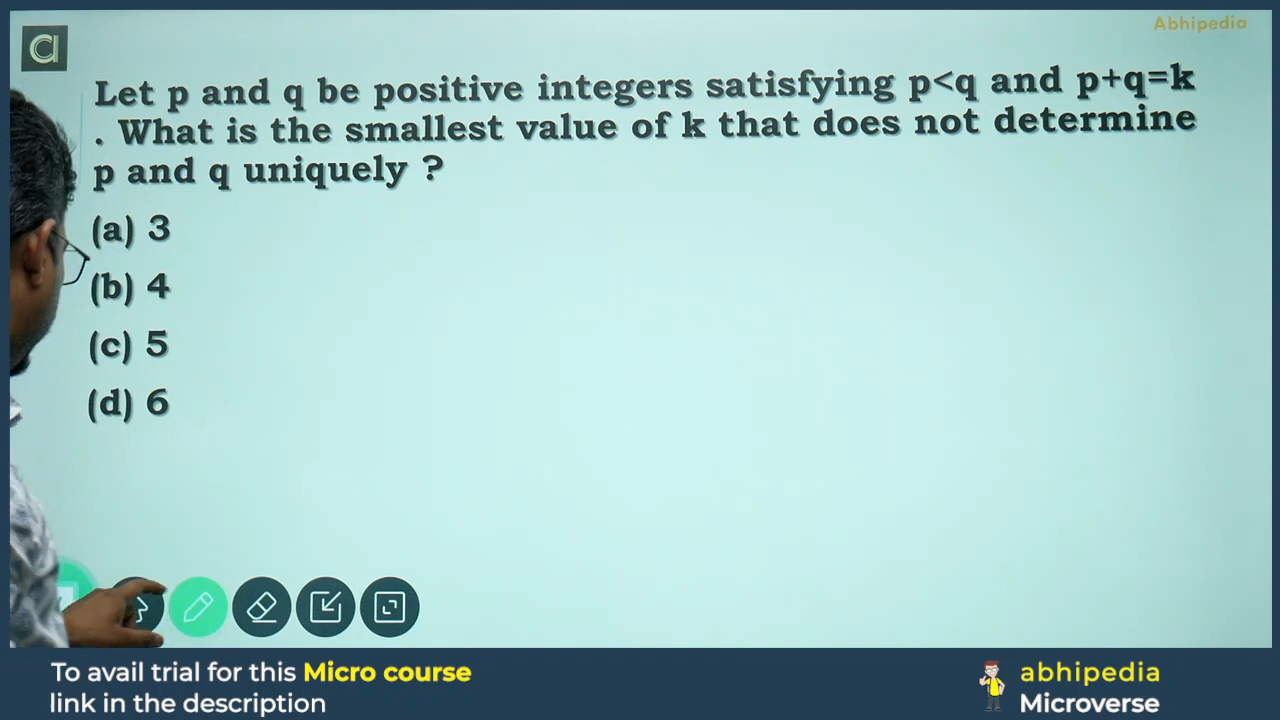 Abhipedia
Let p and q be positive integers satisfying p<q and p+q=k
. What is the smallest value of k that does not determine
p and q uniquely ?
(a) 3
(b) 4
(c) 5
(d) 6
To avail trial for this Micro course
link in the description
abhipedia
Microverse